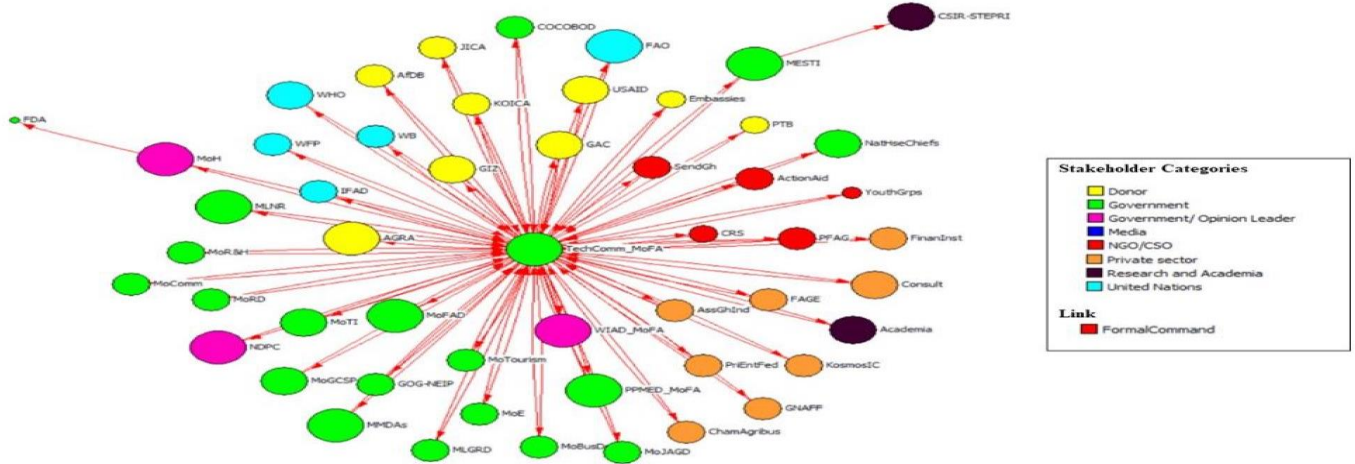 CSIR-STEPRI
COCOBOD
JICA
FAO
MESTI
AfDB
USAID
WHO
KOICA
Embassies
FDA
PTB
WFP
WB
GAC
NatHseChiefs
MoH
GIZ
SendGh
ActionAid
IFAD
YouthGrps
MLNR
AGRA
CRS
PFAG
FinanInst
MoR&H
TechComm_MoFA
MoComm
Consult
MoRD
FAGE
AssGhInd
MoTI
MoFAD
WIAD_MoFA
Academia
NDPC
MoTourism
PriEntFed
KosmosIC
MoGCSP
GOG-NEIP
PPMED_MoFA
GNAFF
MoE
MMDAs
ChamAgribus
MLGRD
MoBusD
MoJAGD
Stakeholder Categories
Donor
Government
Government/ Opinion Leader
Media
NGO/CSO
Private sector
Research and Academia
United Nations
Link
FormalCommand